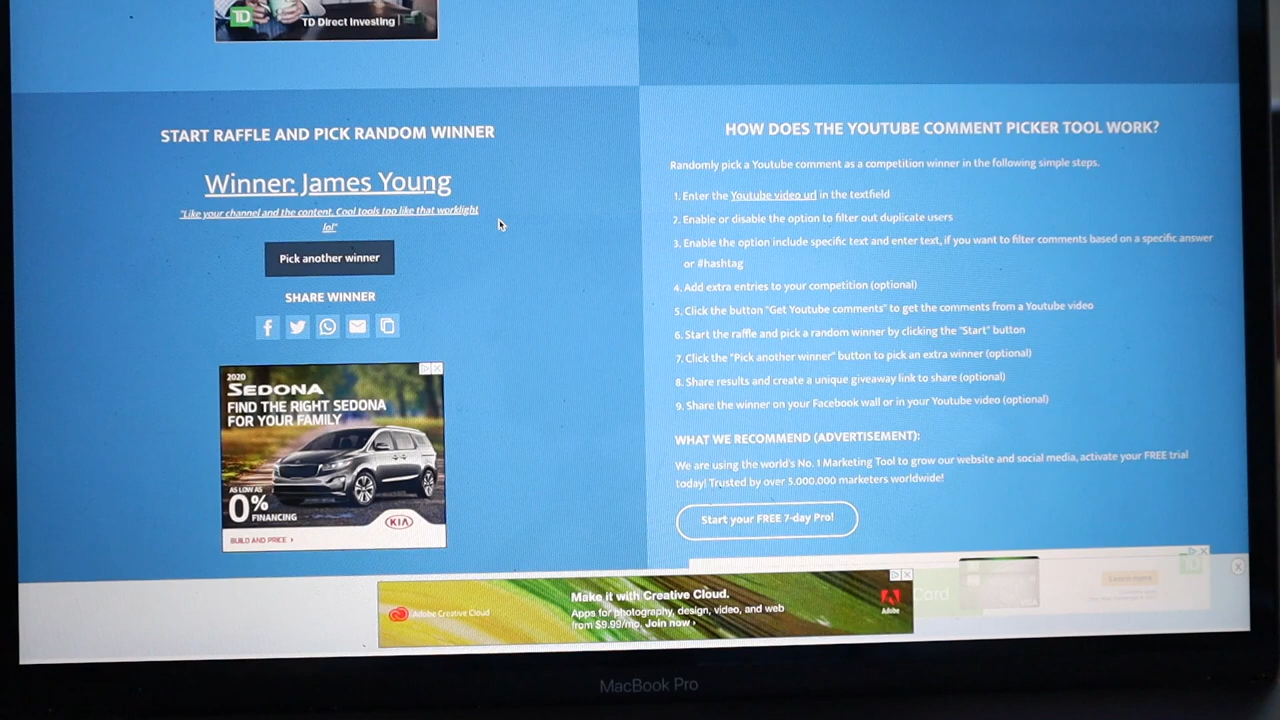 TD
TD Direct Investing
START RAFFLE AND PICK RANDOM WINNER
Winner: James Young
"Like your channel and the content. Cool tools too like that worklight
lol"
Pick another winner
SHARE WINNER
2020
SEDONA
FIND THE RIGHT SEDONA
FOR YOUR FAMILY
AS LOW AS
0%
FINANCING
KIA
BUILD AND PRICE ›
HOW DOES THE YOUTUBE COMMENT PICKER TOOL WORK?
Randomly pick a Youtube comment as a competition winner in the following simple steps.
1. Enter the Youtube video url in the textfield
2. Enable or disable the option to filter out duplicate users
3. Enable the option include specific text and enter text, if you want to filter comments based on a specific answer
or #hashtag
4. Add extra entries to your competition (optional)
5. Click the button "Get Youtube comments" to get the comments from a Youtube video
6. Start the raffle and pick a random winner by clicking the "Start" button
7. Click the "Pick another winner" button to pick an extra winner (optional)
8. Share results and create a unique giveaway link to share (optional)
9. Share the winner on your Facebook wall or in your Youtube video (optional)
WHAT WE RECOMMEND (ADVERTISEMENT):
We are using the world's No. 1 Marketing Tool to grow our website and social media, activate your FREE trial
today! Trusted by over 5.000.000 marketers worldwide!
Start your FREE 7-day Pro!
Adobe Creative Cloud
Make it with Creative Cloud.
Apps for photography, design, video, and web
from $9.99/mo. Join now ›
Adobe
Card
Learn more
TD
MacBook Pro